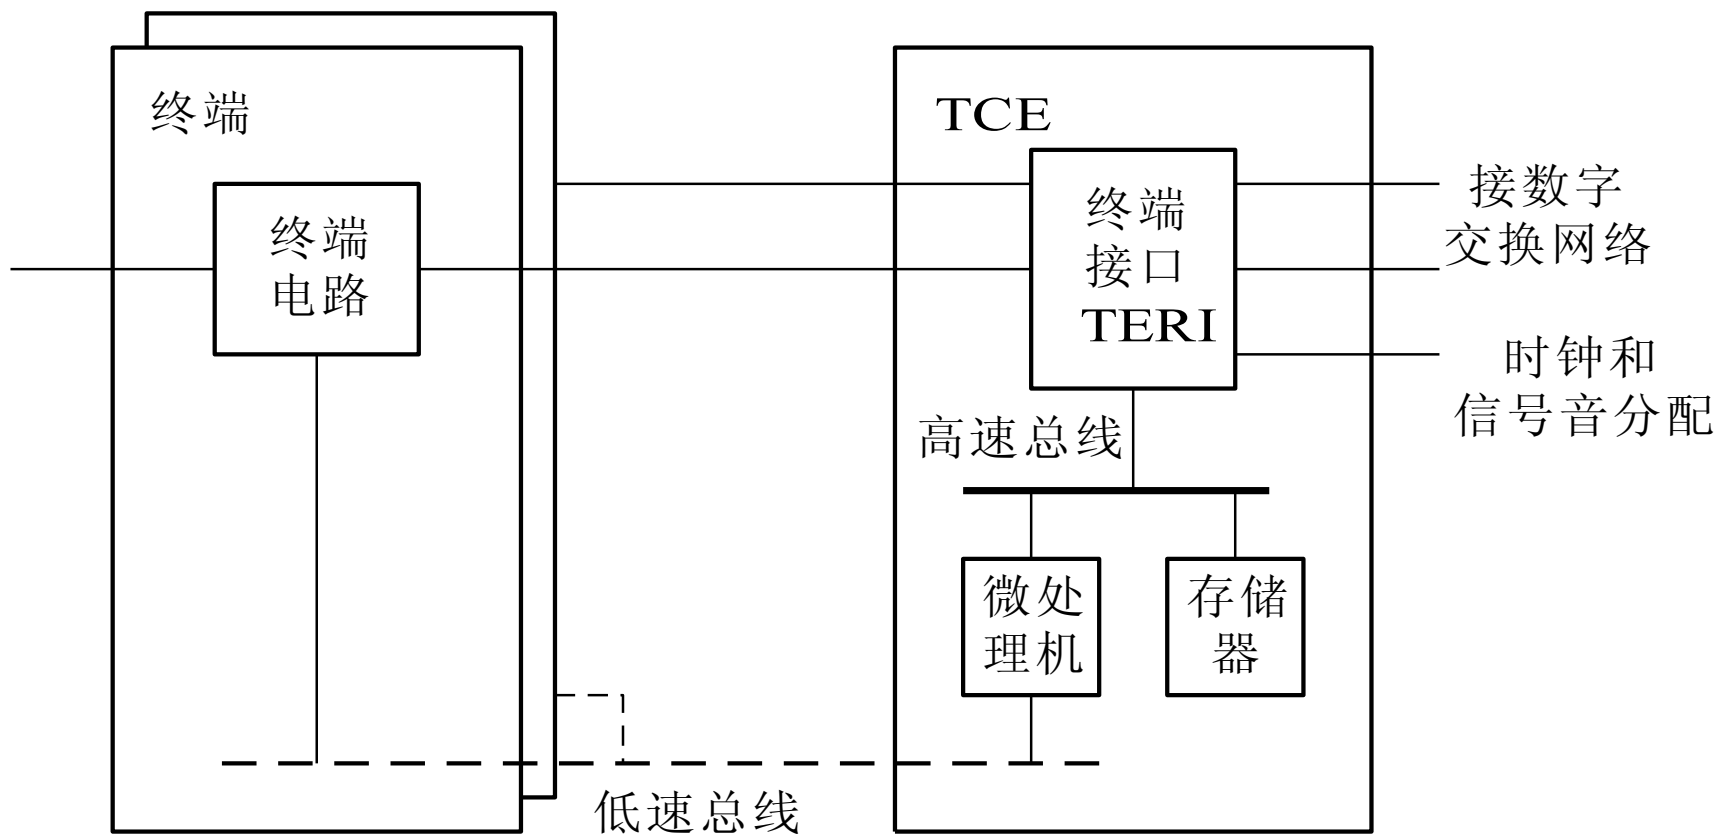 终端
终端
电路
TCE
终端
接口
TERI
接数字
交换网络
时钟和
信号音分配
高速总线
微处
理机
存储
器
低速总线